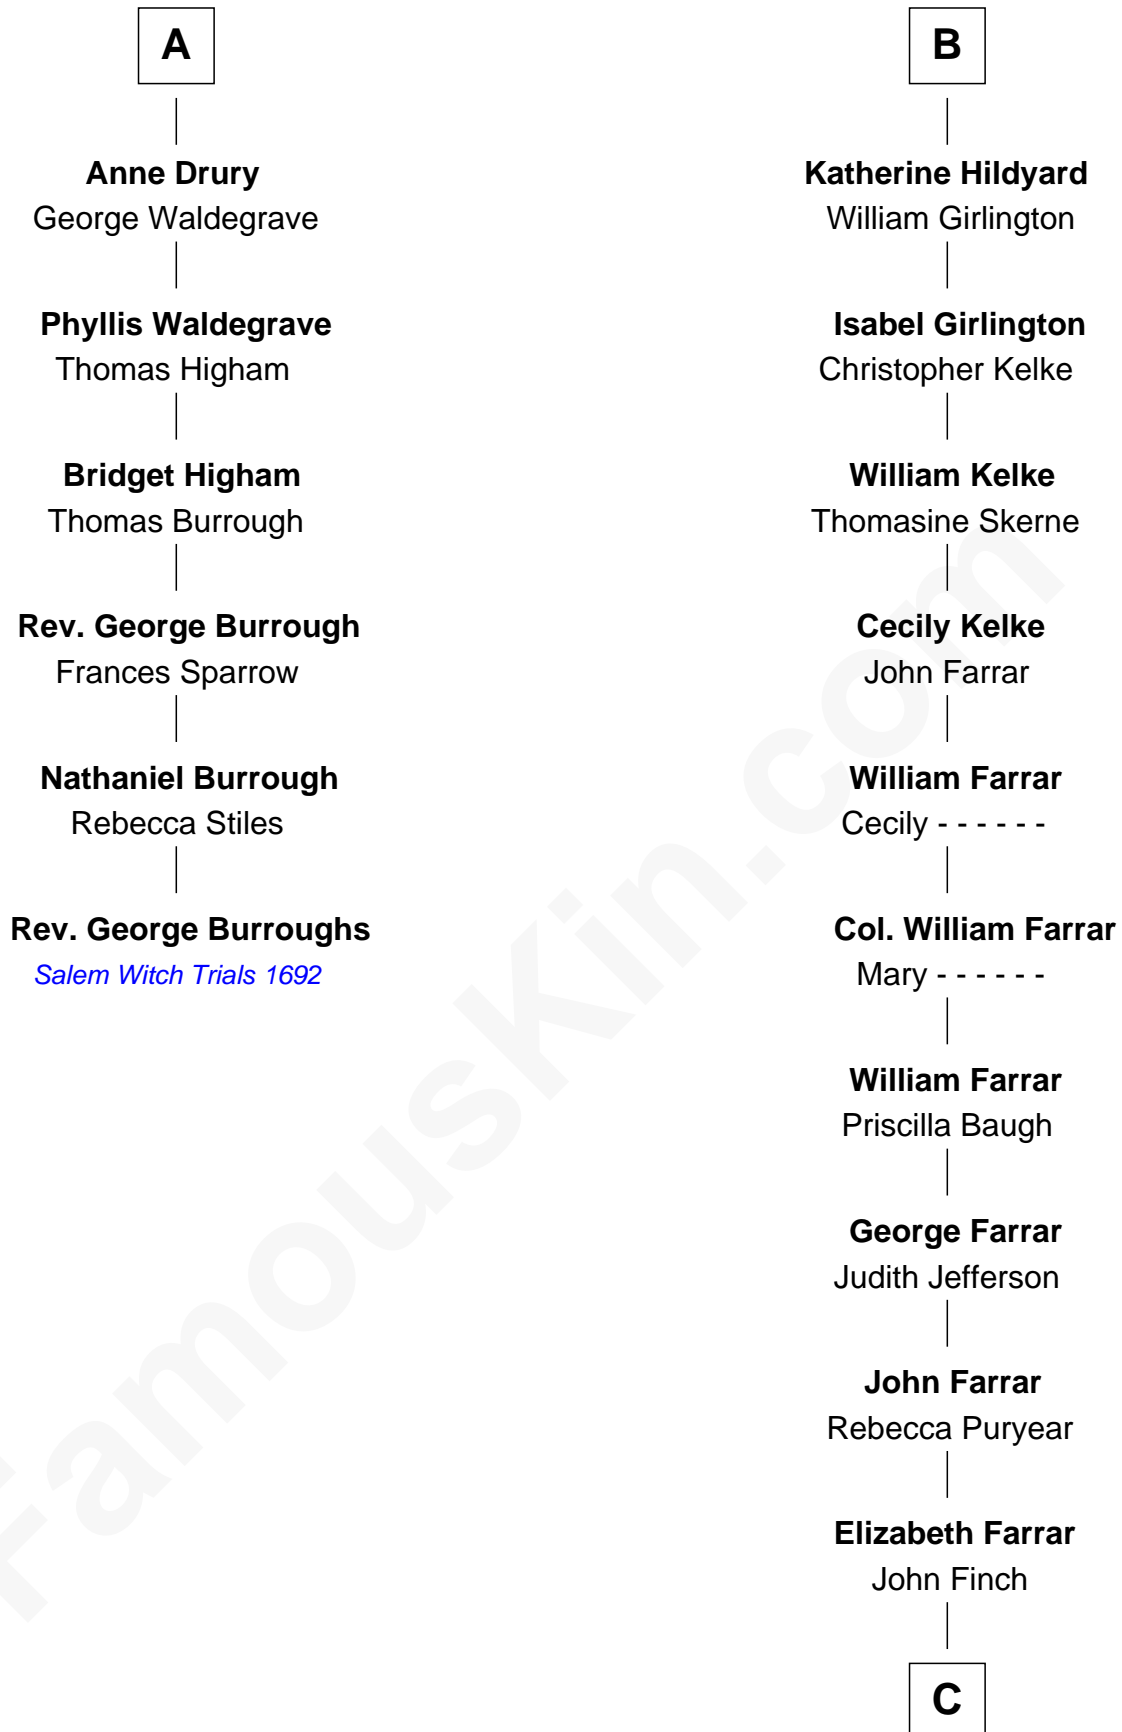 A
Anne Drury
George Waldegrave
Phyllis Waldegrave
Thomas Higham
Bridget Higham
Thomas Burrough
Rev. George Burrough
Frances Sparrow
Nathaniel Burrough
Rebecca Stiles
Rev. George Burroughs
Salem Witch Trials 1692
B
Katherine Hildyard
William Girlington
Isabel Girlington
Christopher Kelke
William Kelke
Thomasine Skerne
Cecily Kelke
John Farrar
William Farrar
Cecily - - - - - -
Col. William Farrar
Mary - - - - - -
William Farrar
Priscilla Baugh
George Farrar
Judith Jefferson
John Farrar
Rebecca Puryear
Elizabeth Farrar
John Finch
C
FamousKin.com